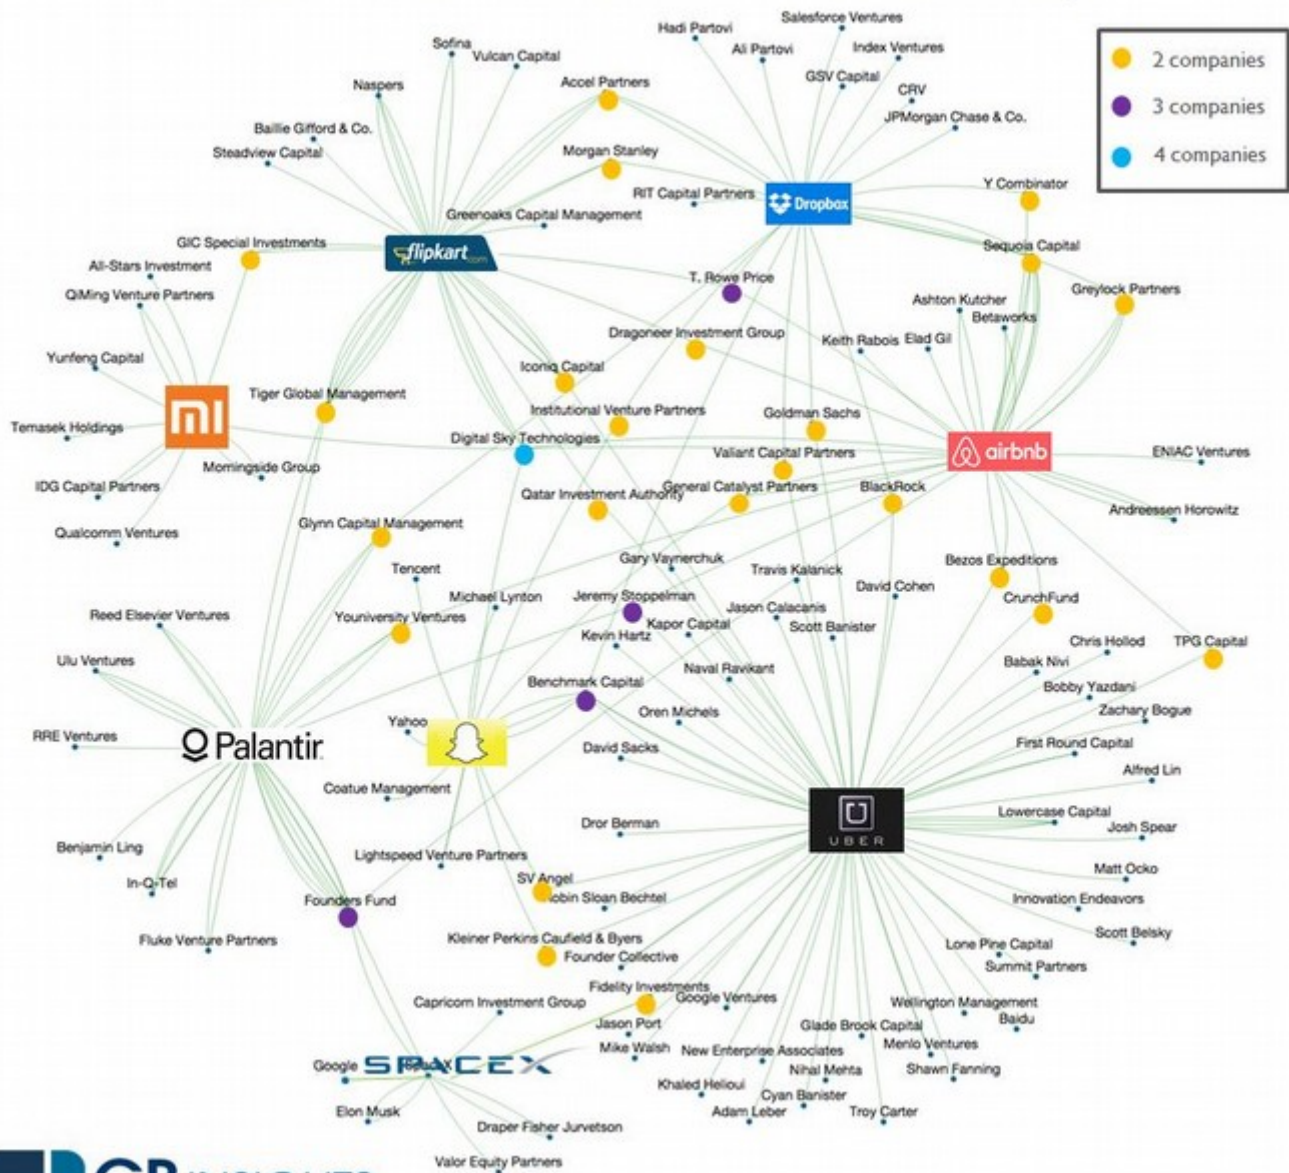 Salesforce Ventures
Hadi Partovi
Sofina
Ali Partovi
Index Ventures
Vulcan Capital
2 companies
GSV Capital
Accel Partners
Naspers
CRV
3 companies
JPMorgan Chase & Co.
Baillie Gifford & Co.
Steadview Capital
Morgan Stanley
4 companies
Y Combinator
RIT Capital Partners
Dropbox
Greenoaks Capital Management
GIC Special Investments
flipkart.com
Sequoia Capital
All-Stars Investment
T. Rowe Price
Greylock Partners
QiMing Venture Partners
Ashton Kutcher
Betaworks
Dragoneer Investment Group
Keith Rabois
Elad Gil
Yunfeng Capital
Iconiq Capital
Tiger Global Management
mi
Institutional Venture Partners
Goldman Sachs
Temasek Holdings
Digital Sky Technologies
Valiant Capital Partners
airbnb
ENIAC Ventures
Morningside Group
IDG Capital Partners
Qatar Investment Authority
General Catalyst Partners
BlackRock
Andreessen Horowitz
Glynn Capital Management
Qualcomm Ventures
Gary Vaynerchuk
Bezos Expeditions
Tencent
Travis Kalanick
David Cohen
Michael Lynton
Jeremy Stoppelman
CrunchFund
Jason Calacanis
Reed Elsevier Ventures
Youniversity Ventures
Kapor Capital
Scott Banister
Kevin Hartz
Chris Hollod
TPG Capital
Ulu Ventures
Naval Ravikant
Babak Nivi
Benchmark Capital
Bobby Yazdani
Oren Michels
Zachary Bogue
Yahoo
RRE Ventures
Palantir
David Sacks
First Round Capital
Alfred Lin
Coatue Management
Lowercase Capital
Dror Berman
UBER
Josh Spear
Benjamin Ling
Lightspeed Venture Partners
Matt Ocko
In-Q-Tel
SV Angel
Robin Sloan Bechtel
Innovation Endeavors
Founders Fund
Scott Belsky
Fluke Venture Partners
Kleiner Perkins Caufield & Byers
Lone Pine Capital
Founder Collective
Summit Partners
Fidelity Investments
Google Ventures
Capricorn Investment Group
Wellington Management
Jason Port
Glade Brook Capital
Baidu
Mike Walsh
New Enterprise Associates
Menlo Ventures
Google
SPACEX
Nihal Mehta
Shawn Fanning
Khaled Helioui
Cyan Banister
Elon Musk
Adam Leber
Troy Carter
Draper Fisher Jurvetson
Valor Equity Partners